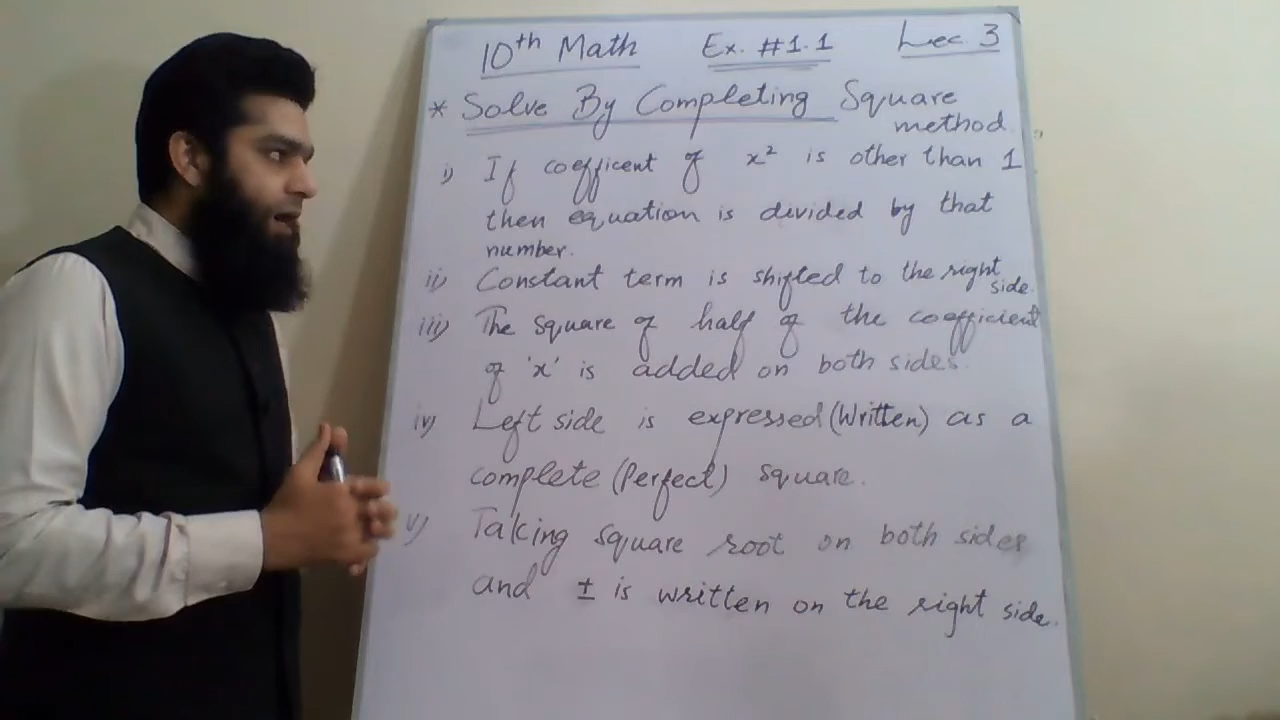 10th Math Ex. #1.1 Lec 3
* Solve By Completing Square
method.
i) If coefficent of x² is other than 1
then equation is divided by that
number.
ii) Constant term is shifted to the right
side.
iii) The square of half of the coefficient
of 'x' is added on both sides.
iv) Left side is expressed (Written) as a
complete (Perfect) square.
v) Taking square root on both sides
and ± is written on the right side.